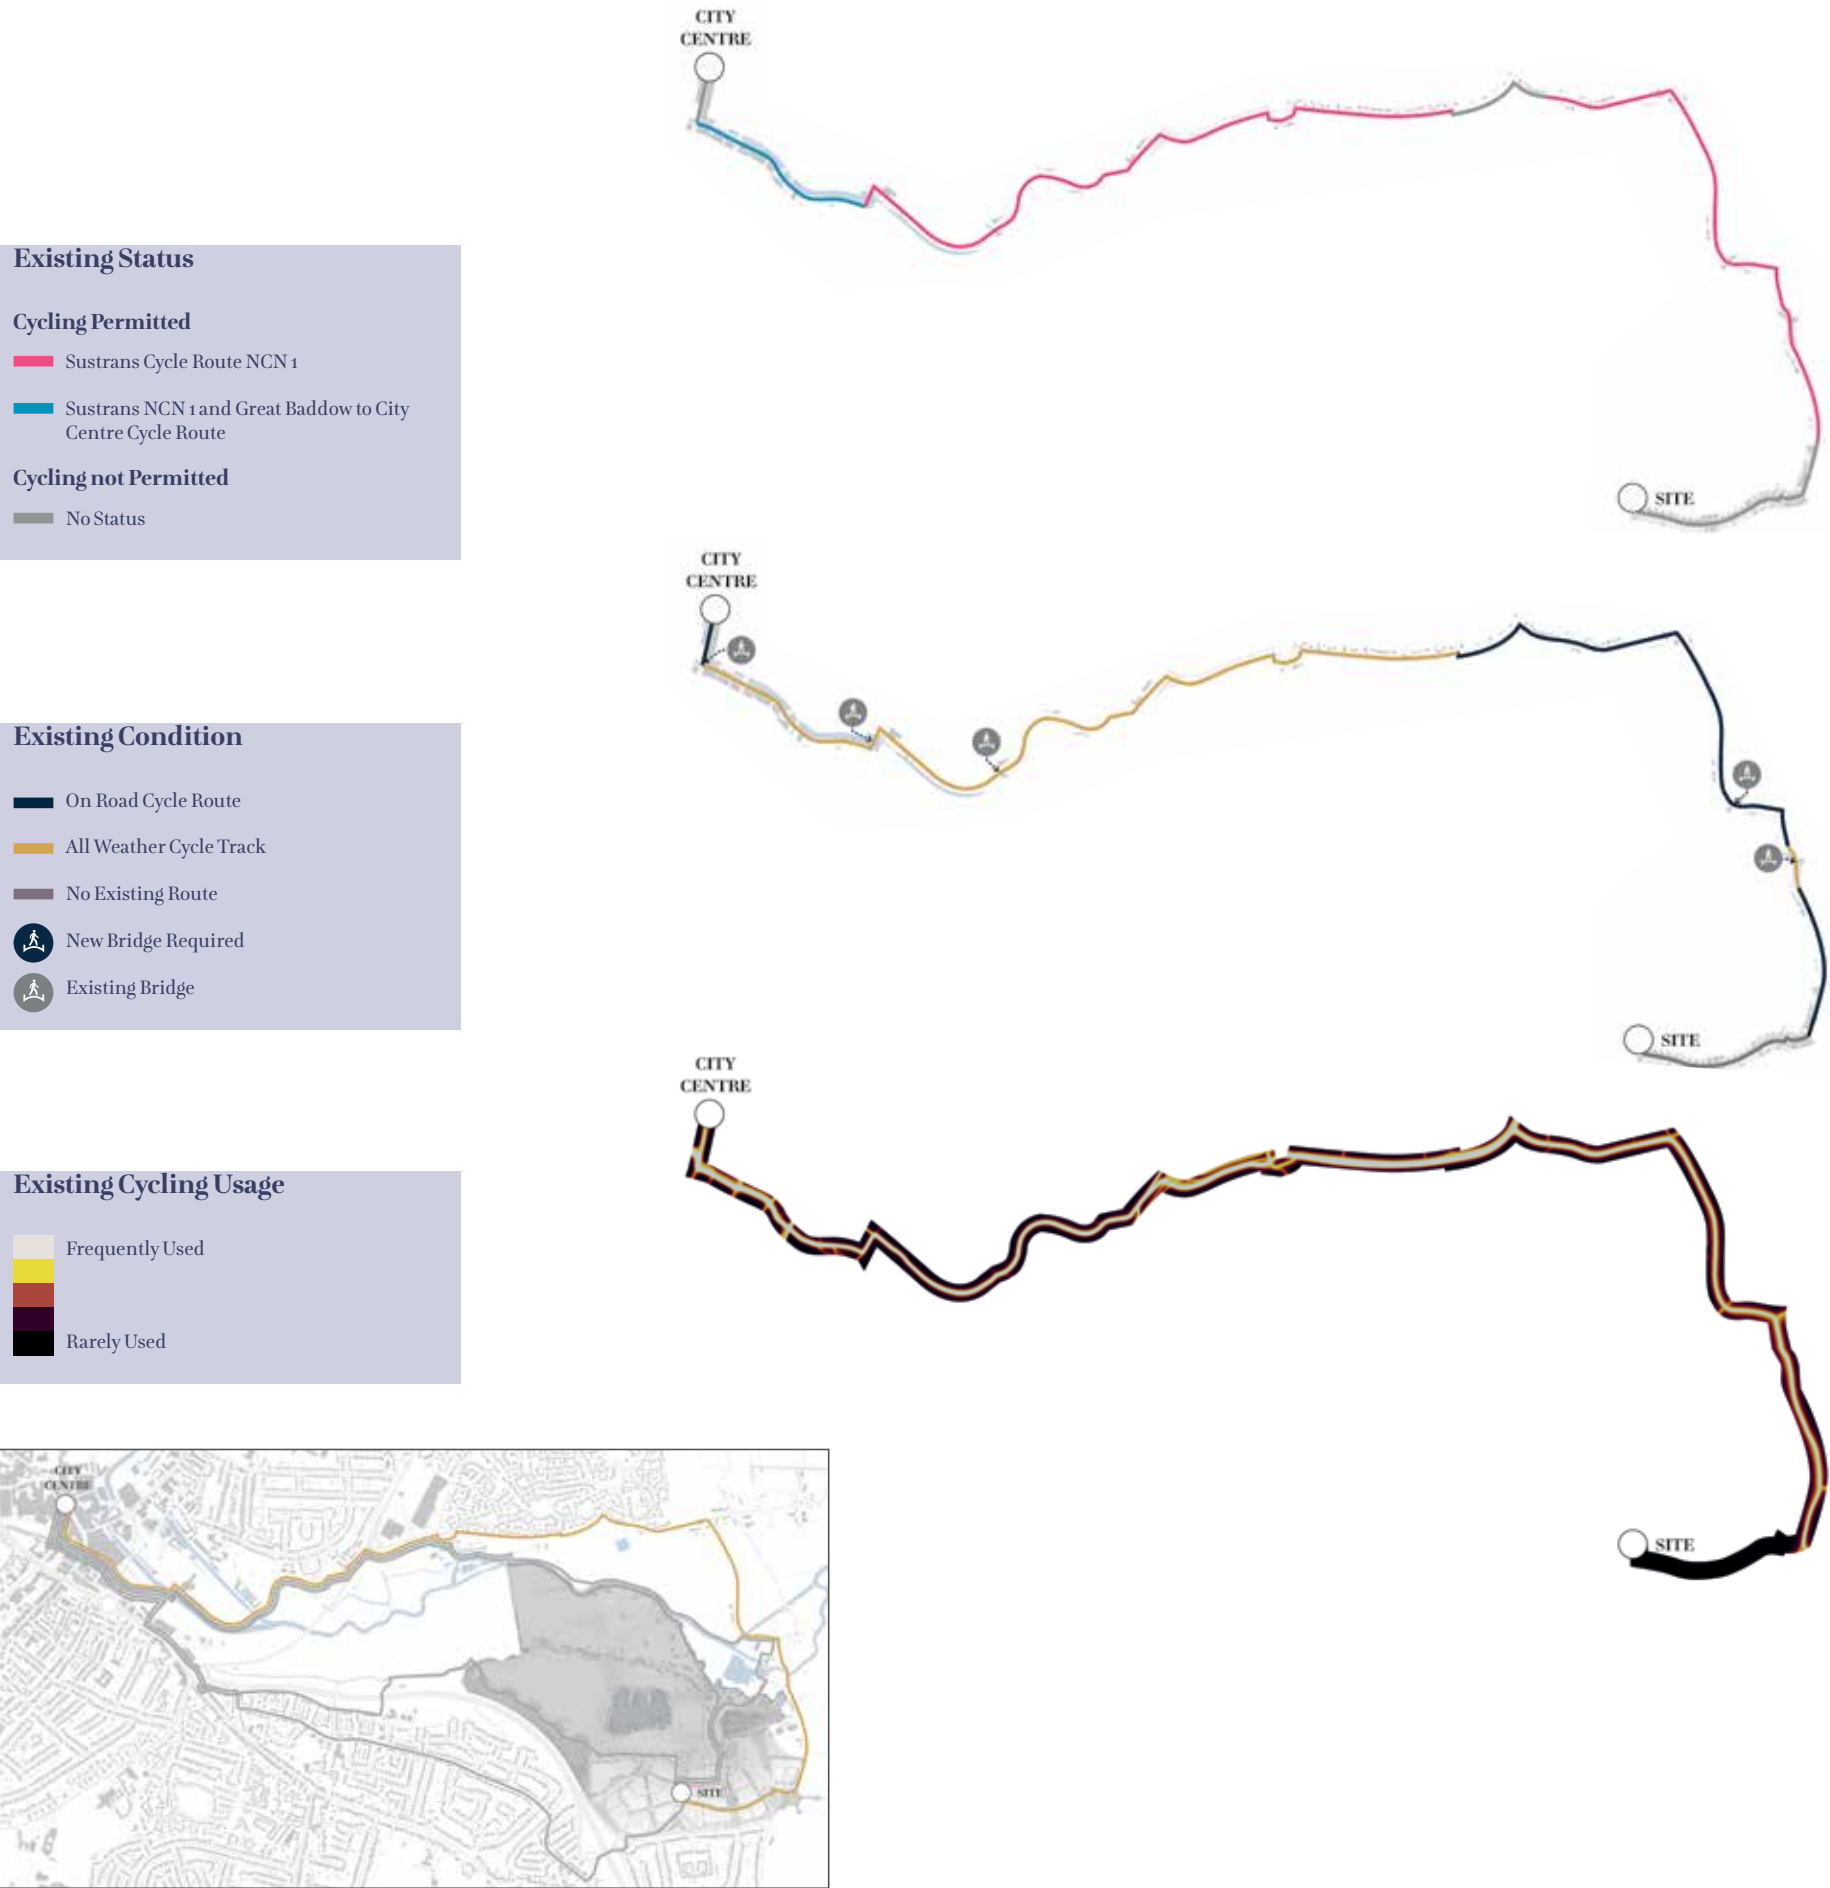 CITY
CENTRE
SITE
Existing Status
Cycling Permitted
Sustrans Cycle Route NCN 1
Sustrans NCN 1 and Great Baddow to City
Centre Cycle Route
Cycling not Permitted
No Status
CITY
CENTRE
SITE
Existing Condition
On Road Cycle Route
All Weather Cycle Track
No Existing Route
New Bridge Required
Existing Bridge
CITY
CENTRE
SITE
Existing Cycling Usage
Frequently Used
Rarely Used
CITY
CENTRE
SITE